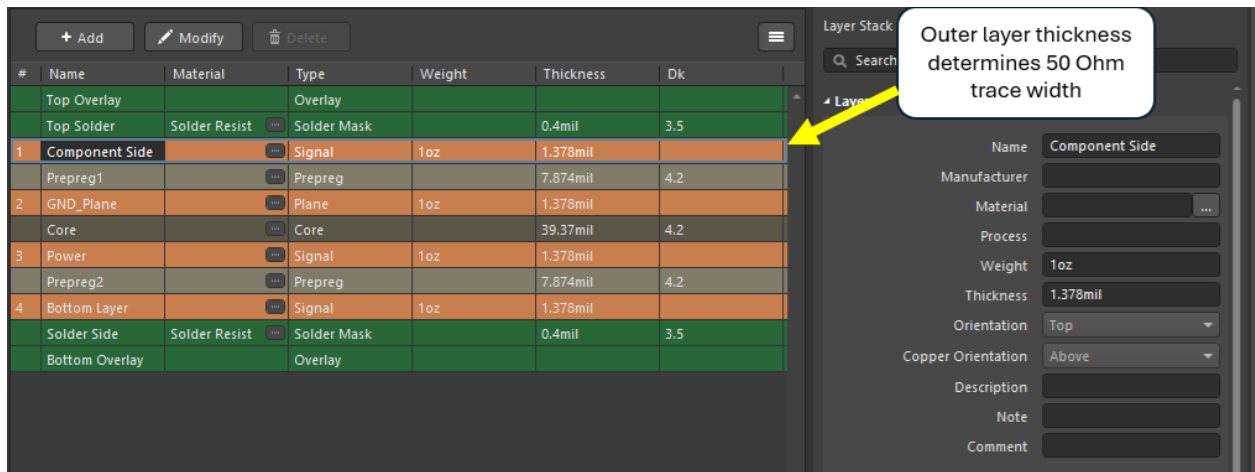 + Add Modify Delete
# Name Material Type Weight Thickness Dk
Top Overlay Overlay
Top Solder Solder Resist ... Solder Mask 0.4mil 3.5
1 Component Side ... Signal 1oz 1.378mil
Prepreg1 ... Prepreg 7.874mil 4.2
2 GND_Plane ... Plane 1oz 1.378mil
Core ... Core 39.37mil 4.2
3 Power ... Signal 1oz 1.378mil
Prepreg2 ... Prepreg 7.874mil 4.2
4 Bottom Layer ... Signal 1oz 1.378mil
Solder Side Solder Resist ... Solder Mask 0.4mil 3.5
Bottom Overlay Overlay
Layer Stack
Search
Outer layer thickness
determines 50 Ohm
trace width
Name Component Side
Manufacturer
Material ...
Process
Weight 1oz
Thickness 1.378mil
Orientation Top
Copper Orientation Above
Description
Note
Comment